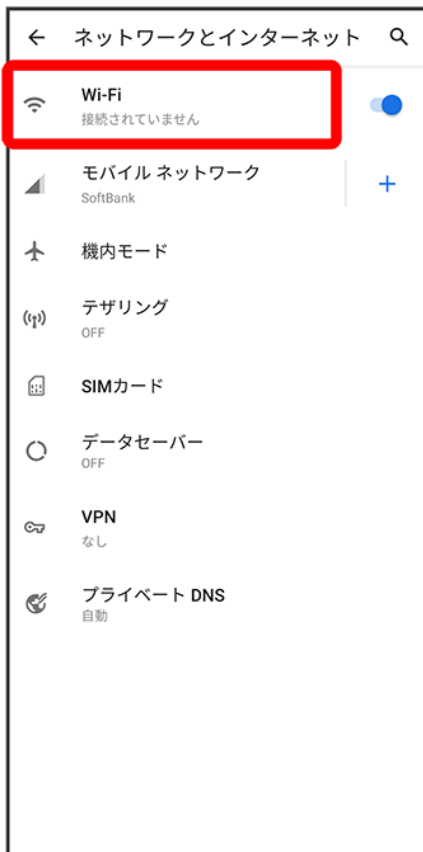 ネットワークとインターネット
Wi-Fi
接続されていません
モバイル ネットワーク
SoftBank
機内モード
テザリング
OFF
SIMカード
データセーバー
OFF
VPN
なし
プライベート DNS
自動